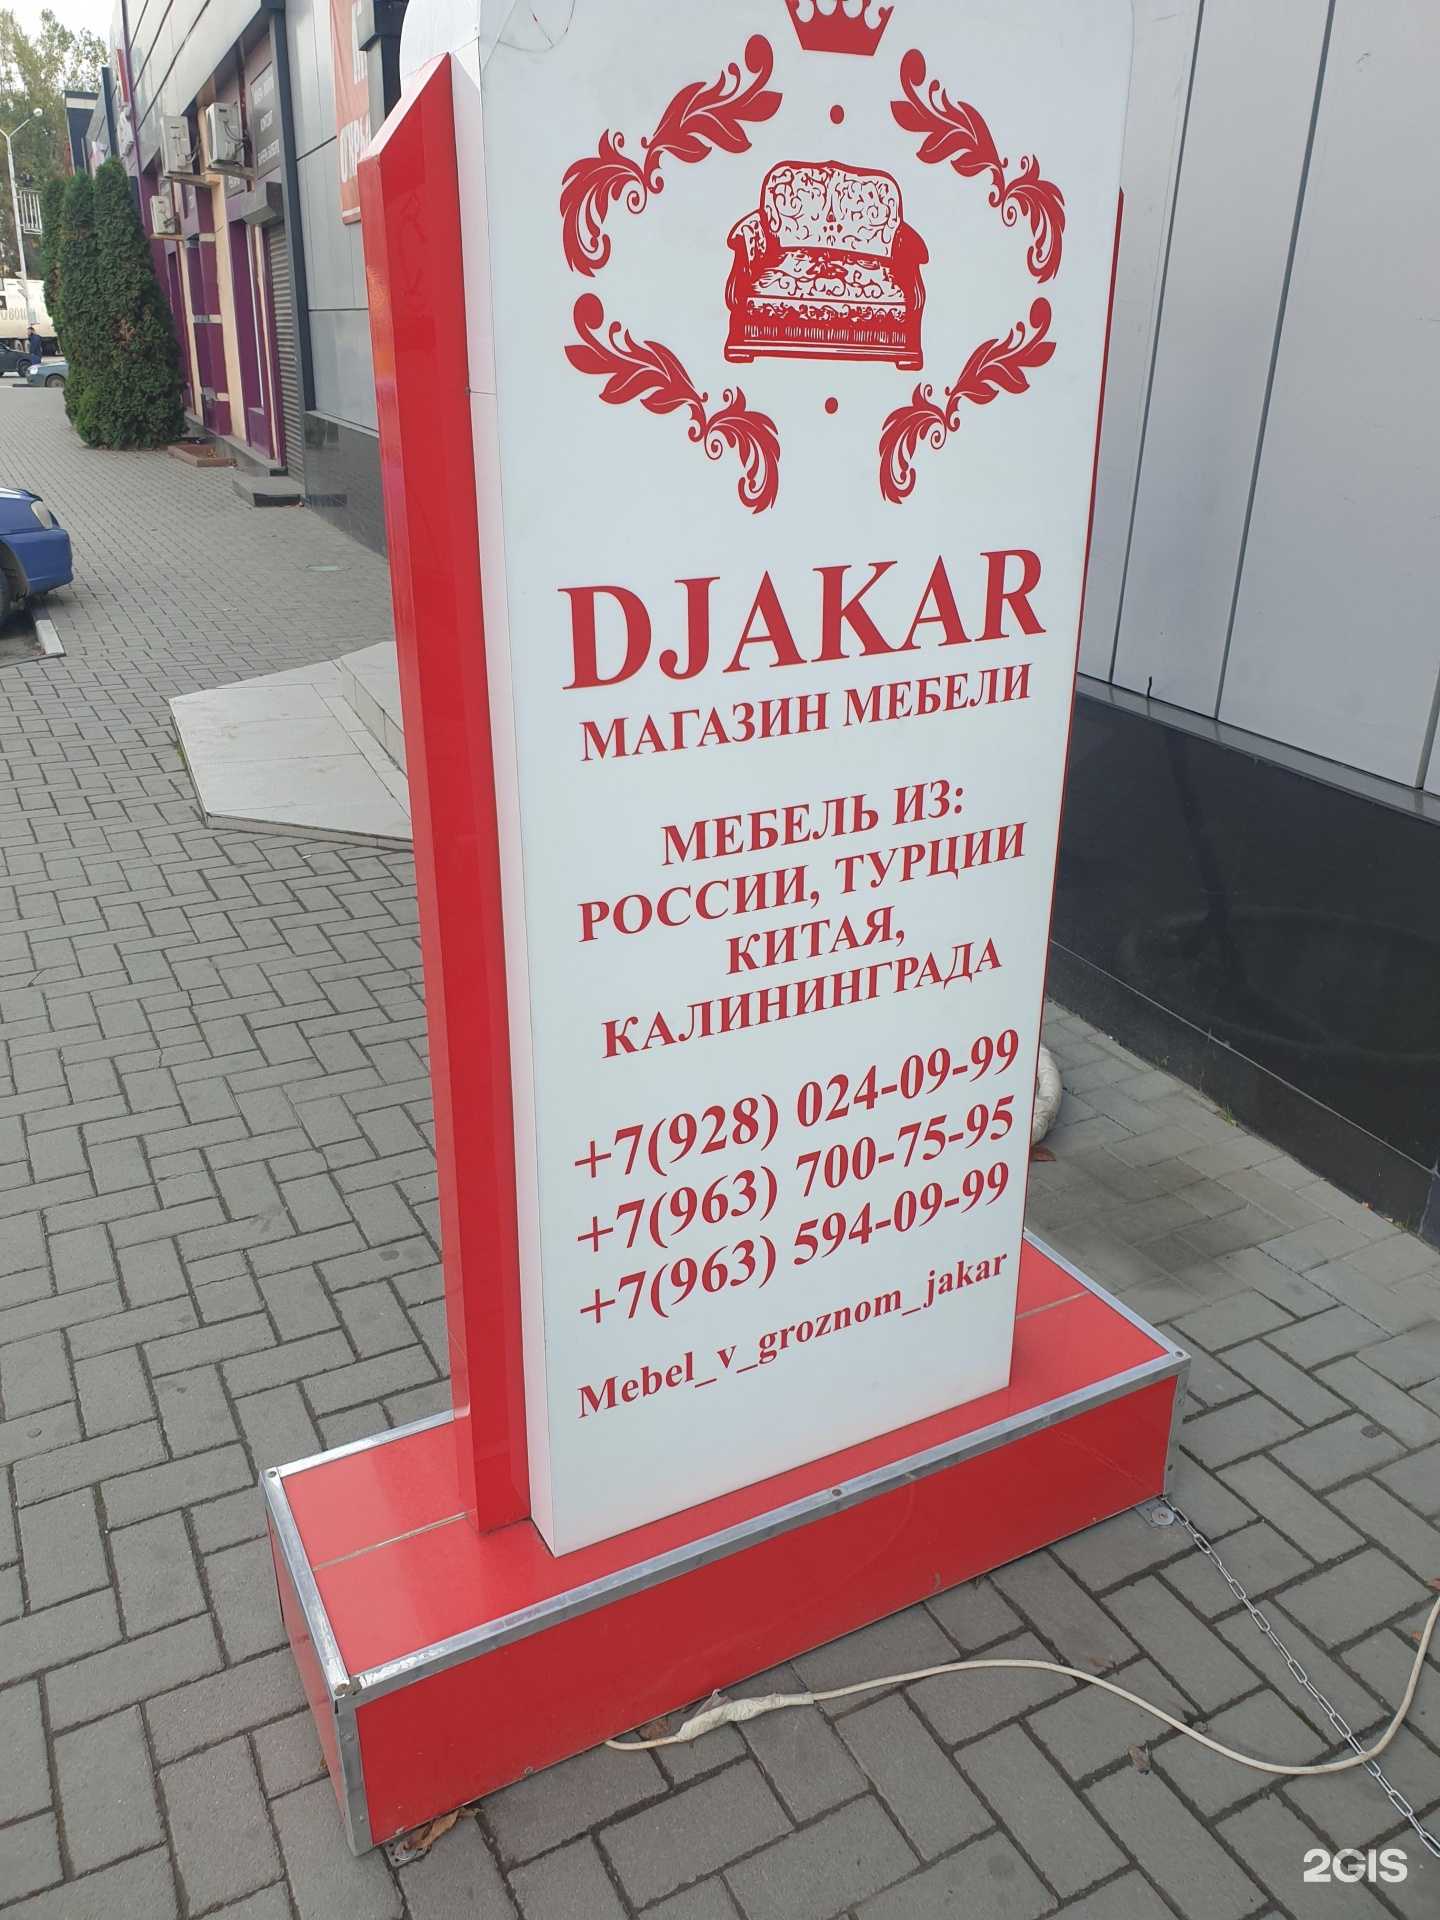 DJAKAR
МАГАЗИН МЕБЕЛИ
МЕБЕЛЬ ИЗ:
РОССИИ, ТУРЦИИ
КИТАЯ,
КАЛИНИНГРАДА
+7(928) 024-09-99
+7(963) 700-75-95
+7(963) 594-09-99
Mebel_v_groznom_jakar
2GIS